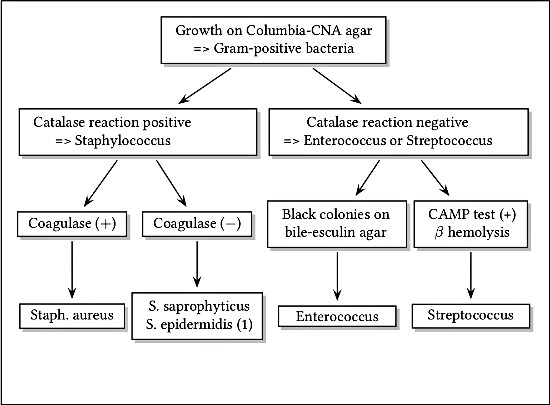 Growth on Columbia-CNA agar
=> Gram-positive bacteria
Catalase reaction positive
=> Staphylococcus
Catalase reaction negative
=> Enterococcus or Streptococcus
Coagulase (+)
Coagulase (−)
Black colonies on
bile-esculin agar
CAMP test (+)
β hemolysis
Staph. aureus
S. saprophyticus
S. epidermidis (1)
Enterococcus
Streptococcus